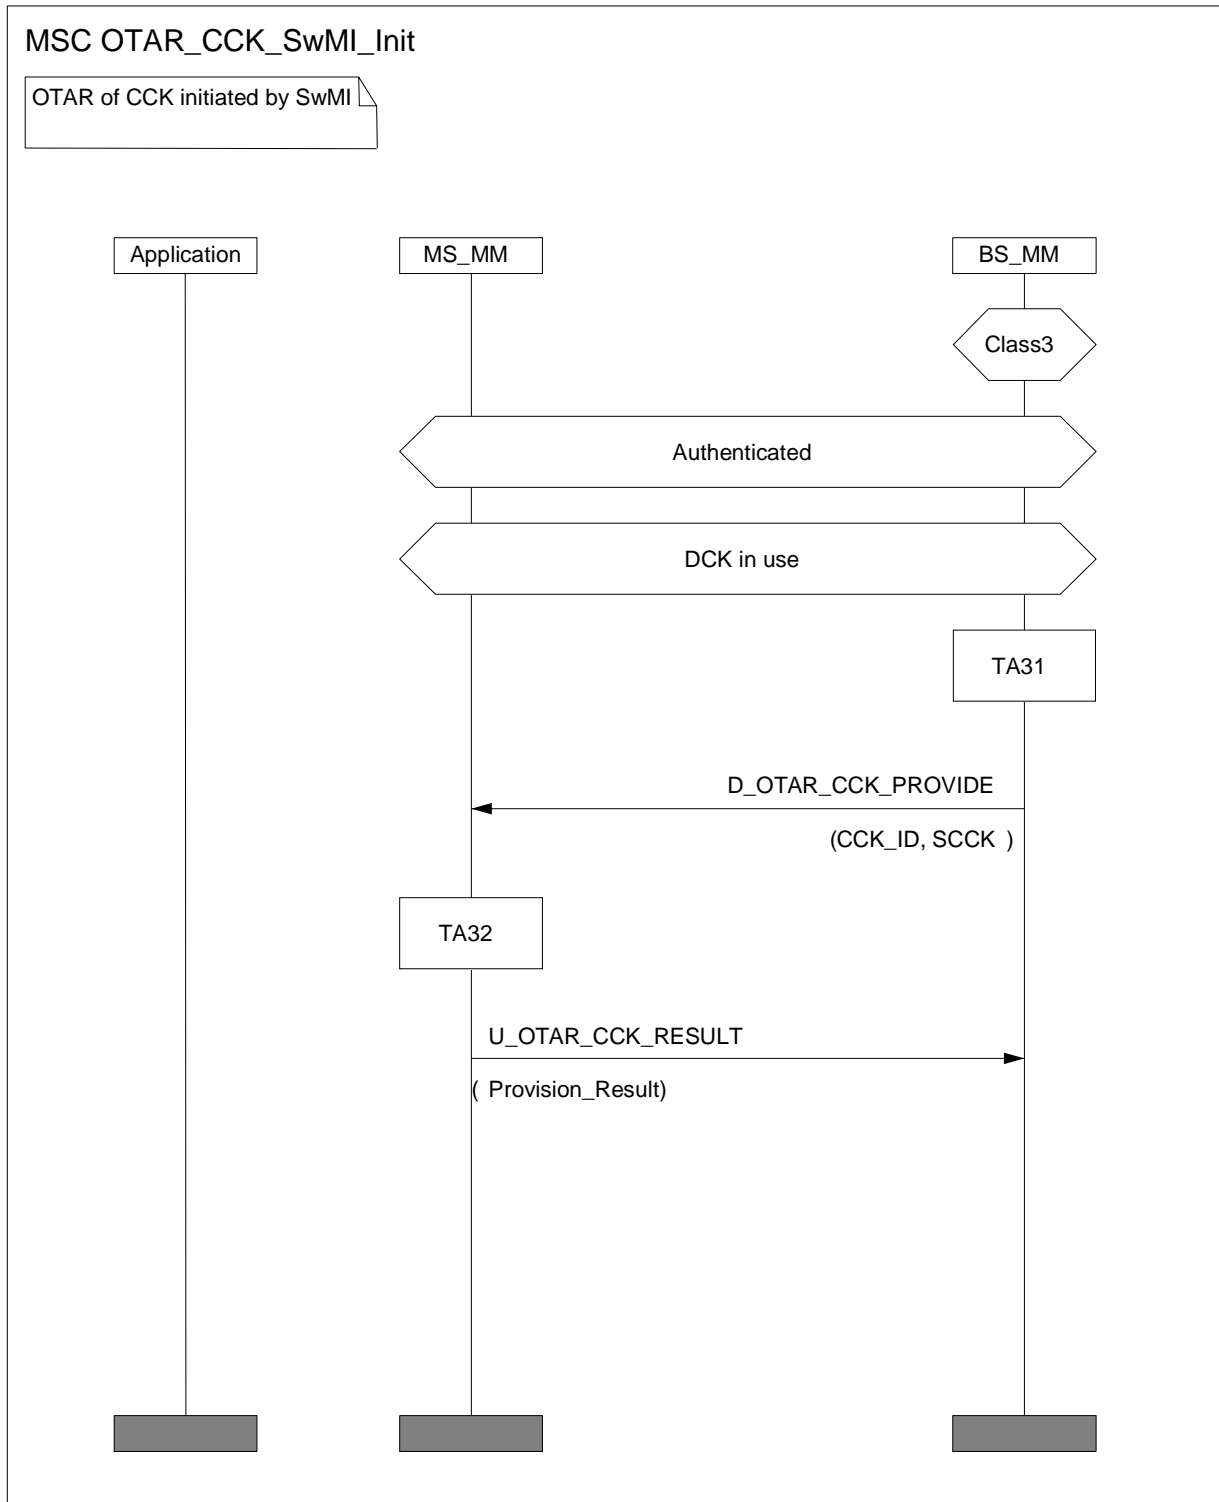 MSC OTAR_CCK_SwMI_Init
OTAR of CCK initiated by SwMI
Application
MS_MM
BS_MM
Class3
Authenticated
DCK in use
TA31
D_OTAR_CCK_PROVIDE
(CCK_ID, SCCK )
TA32
U_OTAR_CCK_RESULT
( Provision_Result)